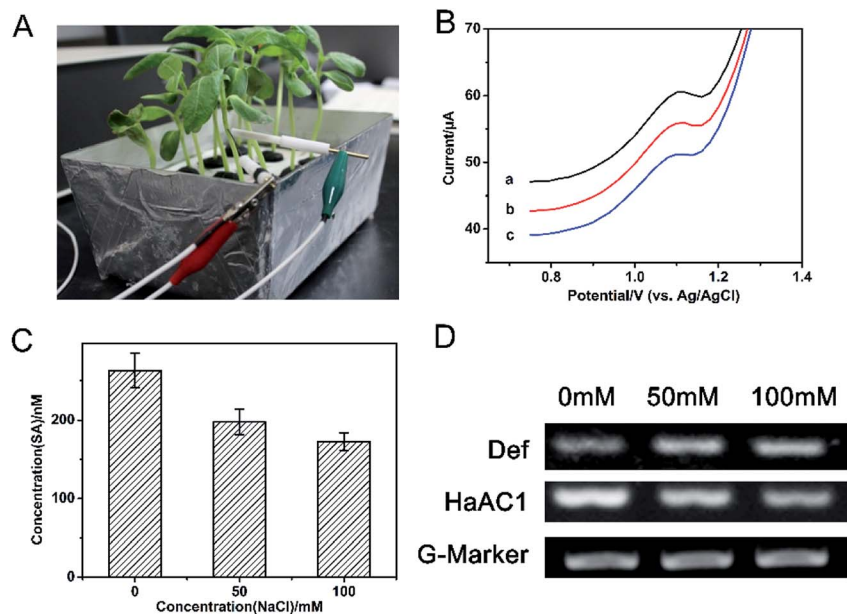 A
B
70
60
50
40
Current/μA
a
b
c
0.8 1.0 1.2 1.4
Potential/V (vs. Ag/AgCl)
C
200
100
0
Concentration(SA)/nM
0 50 100
Concentration(NaCl)/mM
D
0mM 50mM 100mM
Def
HaAC1
G-Marker